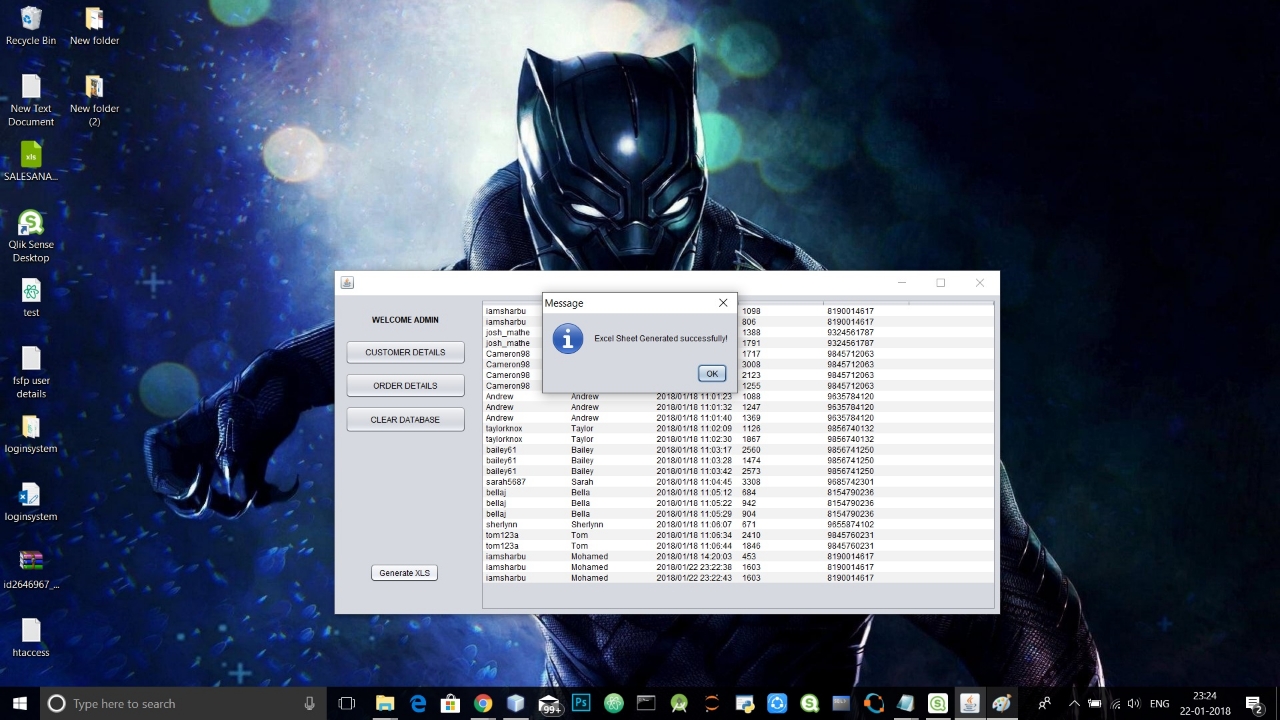 Recycle Bin
New folder
New Text
Document
New folder
(2)
xls
SALESANA...
Qlik Sense
Desktop
test
fsfp user
details
loginsystem
loginsystem
id2646967_...
htaccess
WELCOME ADMIN
CUSTOMER DETAILS
ORDER DETAILS
CLEAR DATABASE
Generate XLS
Message
Excel Sheet Generated successfully!
OK
iamsharbu 1098 8190014617
iamsharbu 806 8190014617
josh_mathe 1388 9324561787
josh_mathe 1791 9324561787
Cameron98 1717 9845712063
Cameron98 3008 9845712063
Cameron98 2123 9845712063
Cameron98 1255 9845712063
Andrew Andrew 2018/01/18 11:01:23 1088 9635784120
Andrew Andrew 2018/01/18 11:01:32 1247 9635784120
Andrew Andrew 2018/01/18 11:01:40 1369 9635784120
taylorknox Taylor 2018/01/18 11:02:09 1126 9856740132
taylorknox Taylor 2018/01/18 11:02:30 1867 9856740132
bailey61 Bailey 2018/01/18 11:03:17 2560 9856741250
bailey61 Bailey 2018/01/18 11:03:28 1474 9856741250
bailey61 Bailey 2018/01/18 11:03:42 2573 9856741250
sarah5687 Sarah 2018/01/18 11:04:45 3308 9685742301
bellaj Bella 2018/01/18 11:05:12 684 8154790236
bellaj Bella 2018/01/18 11:05:22 942 8154790236
bellaj Bella 2018/01/18 11:05:29 904 8154790236
sherlynn Sherlynn 2018/01/18 11:06:07 671 9655874102
tom123a Tom 2018/01/18 11:06:34 2410 9845760231
tom123a Tom 2018/01/18 11:06:44 1846 9845760231
iamsharbu Mohamed 2018/01/18 14:20:03 453 8190014617
iamsharbu Mohamed 2018/01/22 23:22:38 1603 8190014617
iamsharbu Mohamed 2018/01/22 23:22:43 1603 8190014617
Type here to search
99+
Ps
ENG
23:24
22-01-2018
2